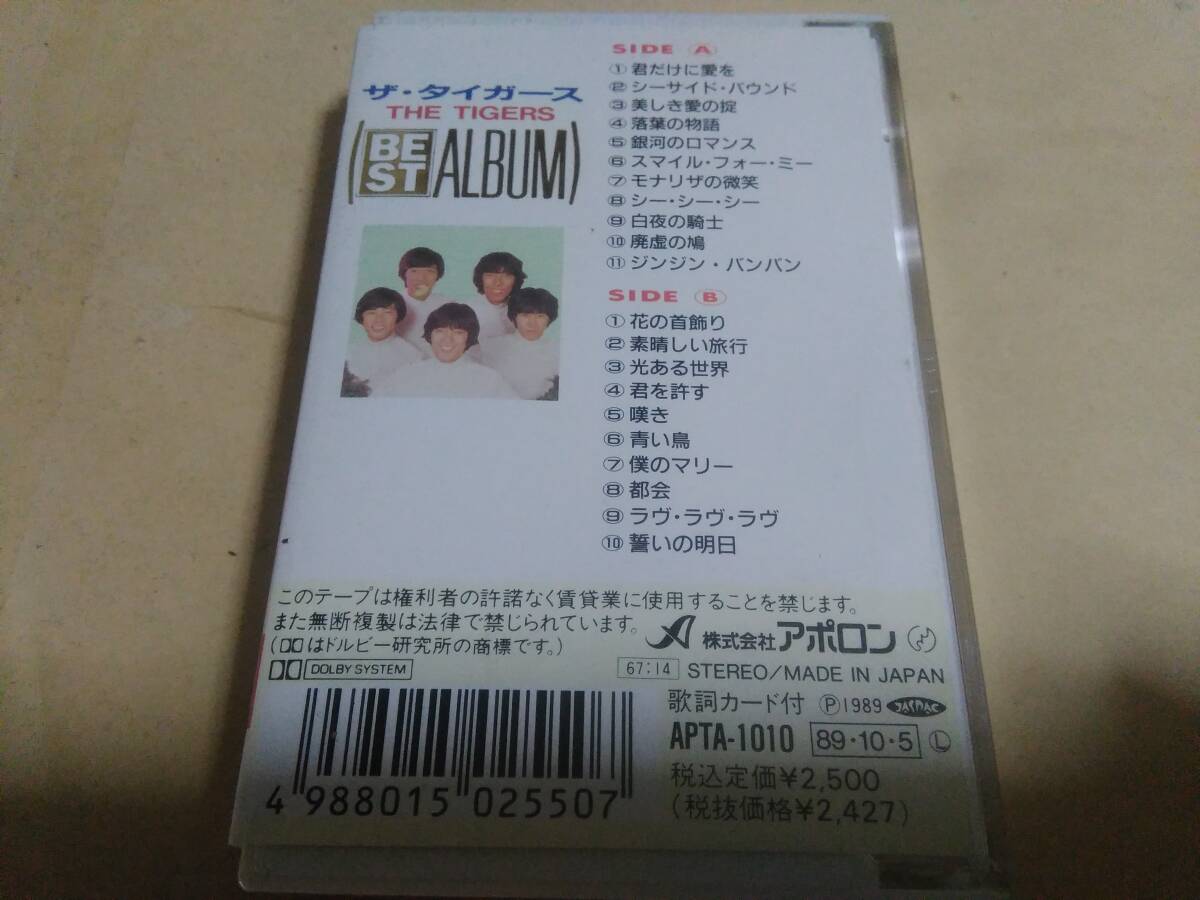 ザ・タイガース
THE TIGERS
(BEST ALBUM)
SIDE A
① 君だけに愛を
② シーサイド・バウンド
③ 美しき愛の掟
④ 落葉の物語
⑤ 銀河のロマンス
⑥ スマイル・フォー・ミー
⑦ モナリザの微笑
⑧ シー・シー・シー
⑨ 白夜の騎士
⑩ 廃虚の鳩
⑪ ジンジン・バンバン
SIDE B
① 花の首飾り
② 素晴しい旅行
③ 光ある世界
④ 君を許す
⑤ 嘆き
⑥ 青い鳥
⑦ 僕のマリー
⑧ 都会
⑨ ラヴ・ラヴ・ラヴ
⑩ 誓いの明日
このテープは権利者の許諾なく賃貸業に使用することを禁じます。
また無断複製は法律で禁じられています。
(はドルビー研究所の商標です。)
DOLBY SYSTEM
株式会社アポロン
67:14 STEREO/MADE IN JAPAN
歌詞カード付 Ⓟ1989 JASRAC
APTA-1010 89・10・5 Ⓛ
税込定価¥2,500
(税抜価格¥2,427)
4 988015 025507